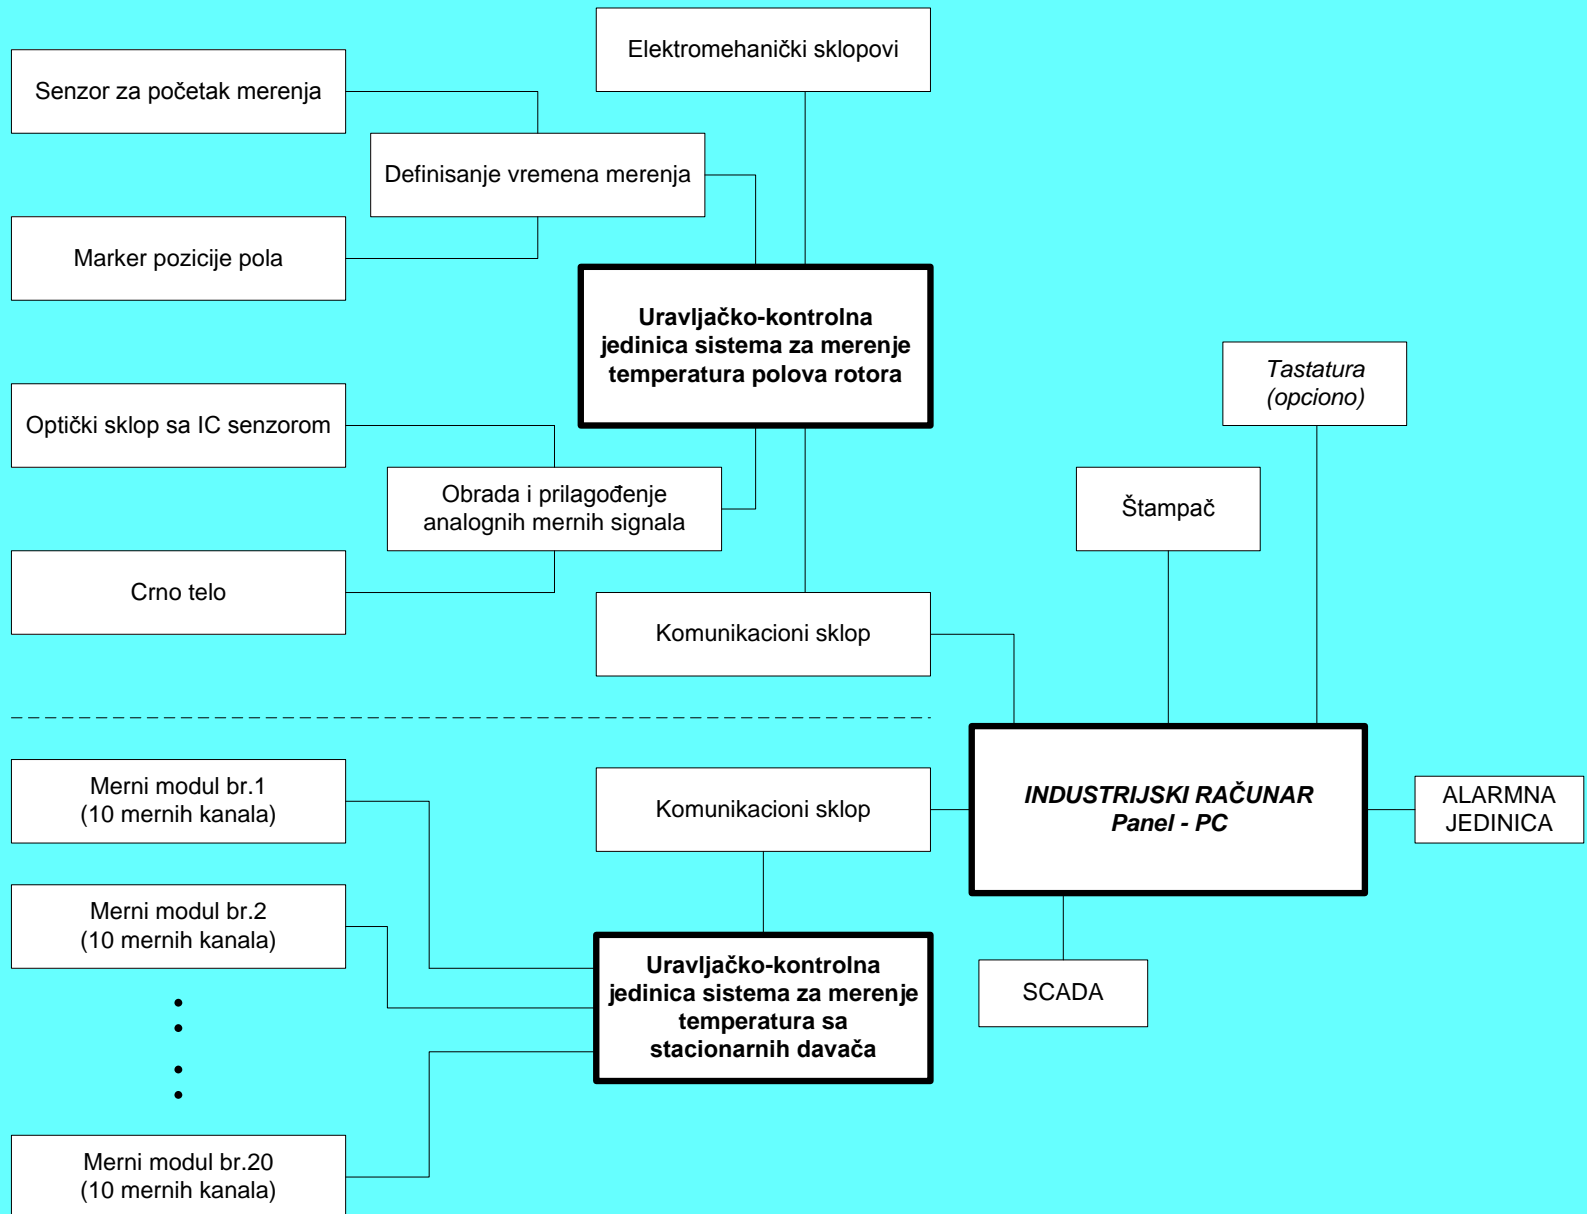 Elektromehanički sklopovi
Senzor za početak merenja
Definisanje vremena merenja
Marker pozicije pola
Uravljačko-kontrolna
jedinica sistema za merenje
temperatura polova rotora
Tastatura
(opciono)
Optički sklop sa IC senzorom
Obrada i prilagođenje
analognih mernih signala
Štampač
Crno telo
Komunikacioni sklop
Merni modul br.1
(10 mernih kanala)
Komunikacioni sklop
INDUSTRIJSKI RAČUNAR
Panel - PC
ALARMNA
JEDINICA
Merni modul br.2
(10 mernih kanala)
Uravljačko-kontrolna
jedinica sistema za merenje
temperatura sa
stacionarnih davača
SCADA
Merni modul br.20
(10 mernih kanala)